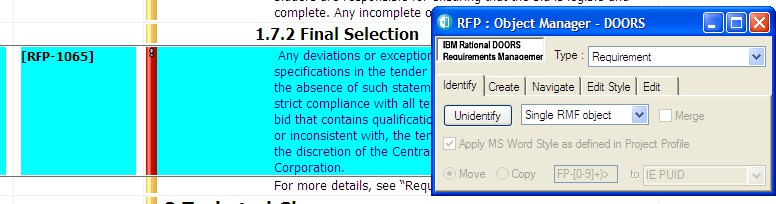 complete. Any incomplete o
1.7.2 Final Selection
[RFP-1065]
Any deviations or exception
specifications in the tender
the absence of such statem
strict compliance with all te
bid that contains qualificatio
or inconsistent with, the ten
the discretion of the Centra
Corporation.
For more details, see “Requ
RFP : Object Manager - DOORS
IBM Rational DOORS
Requirements Managemer
Type :
Requirement
Identify
Create
Navigate
Edit Style
Edit
Unidentify
Single RMF object
Merge
Apply MS Word Style as defined in Project Profile
Move
Copy
FP-[0-9]+)>
to
IE PUID